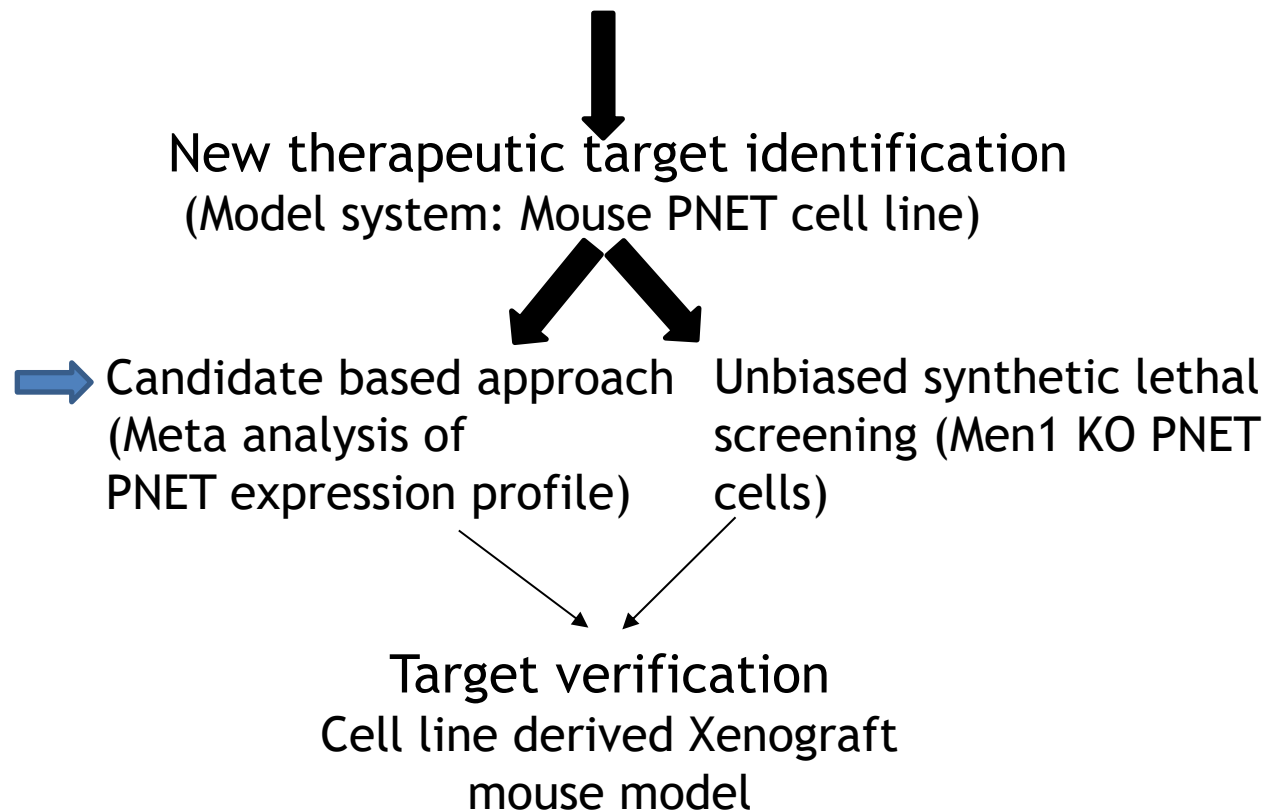 New therapeutic target identification
(Model system: Mouse PNET cell line)
Candidate based approach
(Meta analysis of
PNET expression profile)
Unbiased synthetic lethal
screening (Men1 KO PNET
cells)
Target verification
Cell line derived Xenograft
mouse model